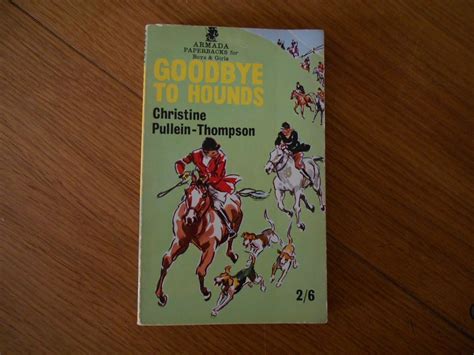 ARMADA
PAPERBACKS for
Boys & Girls
GOODBYE
TO HOUNDS
Christine
Pullein-Thompson
2/6